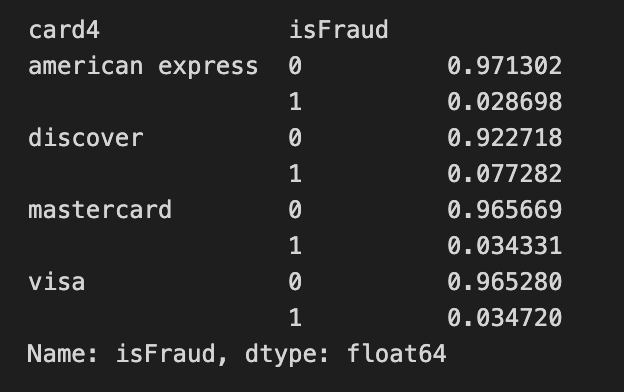 card4 isFraud
american express 0 0.971302
1 0.028698
discover 0 0.922718
1 0.077282
mastercard 0 0.965669
1 0.034331
visa 0 0.965280
1 0.034720
Name: isFraud, dtype: float64